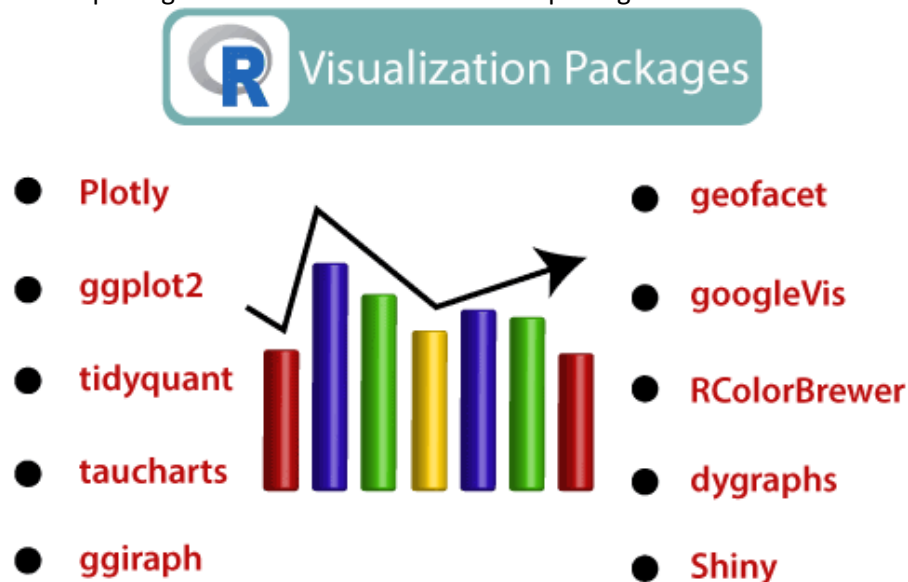 R Visualization Packages
Plotly
ggplot2
tidyquant
taucharts
ggiraph
geofacet
googleVis
RColorBrewer
dygraphs
Shiny